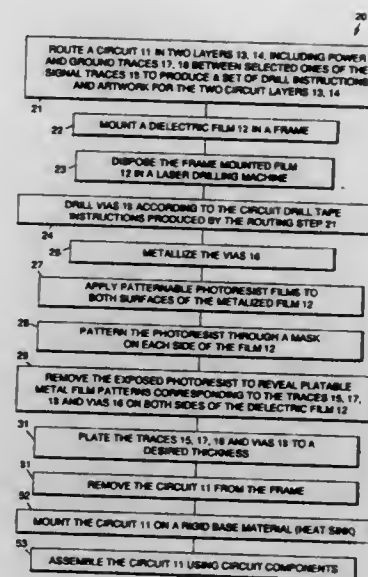 20
ROUTE A CIRCUIT 11 IN TWO LAYERS 13, 14, INCLUDING POWER
AND GROUND TRACES 17, 18 BETWEEN SELECTED ONES OF THE
SIGNAL TRACES 15 TO PRODUCE A SET OF DRILL INSTRUCTIONS
AND ARTWORK FOR THE TWO CIRCUIT LAYERS 13, 14
21
22
MOUNT A DIELECTRIC FILM 12 IN A FRAME
23
DISPOSE THE FRAME MOUNTED FILM
12 IN A LASER DRILLING MACHINE
DRILL VIAS 16 ACCORDING TO THE CIRCUIT DRILL TAPE
INSTRUCTIONS PRODUCED BY THE ROUTING STEP 21
24
METALLIZE THE VIAS 16
27
APPLY PATTERNABLE PHOTORESIST FILMS TO
BOTH SURFACES OF THE METALIZED FILM 12
28
PATTERN THE PHOTORESIST THROUGH A MASK
ON EACH SIDE OF THE FILM 12
29
REMOVE THE EXPOSED PHOTORESIST TO REVEAL PLATABLE
METAL FILM PATTERNS CORRESPONDING TO THE TRACES 15, 17,
18 AND VIAS 16 ON BOTH SIDES OF THE DIELECTRIC FILM 12
31
PLATE THE TRACES 15, 17, 18 AND VIAS 16 TO A
DESIRED THICKNESS
REMOVE THE CIRCUIT 11 FROM THE FRAME
MOUNT THE CIRCUIT 11 ON A RIGID BASE MATERIAL (HEAT SINK)
53
ASSEMBLE THE CIRCUIT 11 USING CIRCUIT COMPONENTS